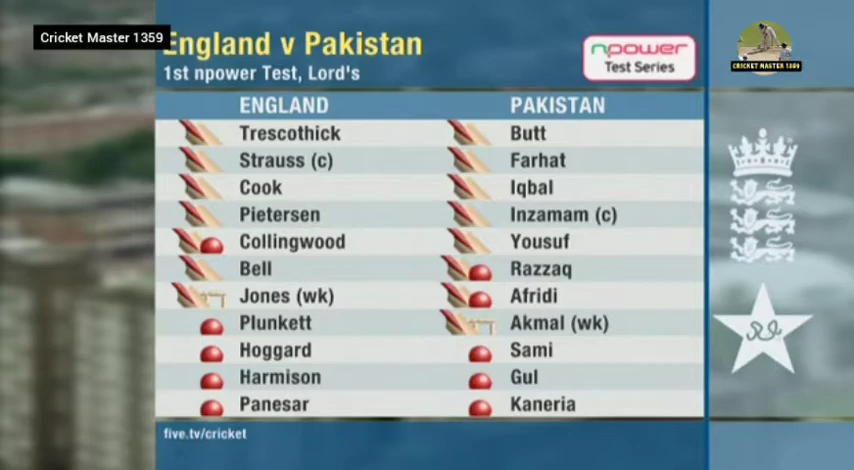 Cricket Master 1359
England v Pakistan
1st npower Test, Lord's
npower
Test Series
CRICKET MASTER 1359
ENGLAND PAKISTAN
Trescothick Butt
Strauss (c) Farhat
Cook Iqbal
Pietersen Inzamam (c)
Collingwood Yousuf
Bell Razzaq
Jones (wk) Afridi
Plunkett Akmal (wk)
Hoggard Sami
Harmison Gul
Panesar Kaneria
five.tv/cricket